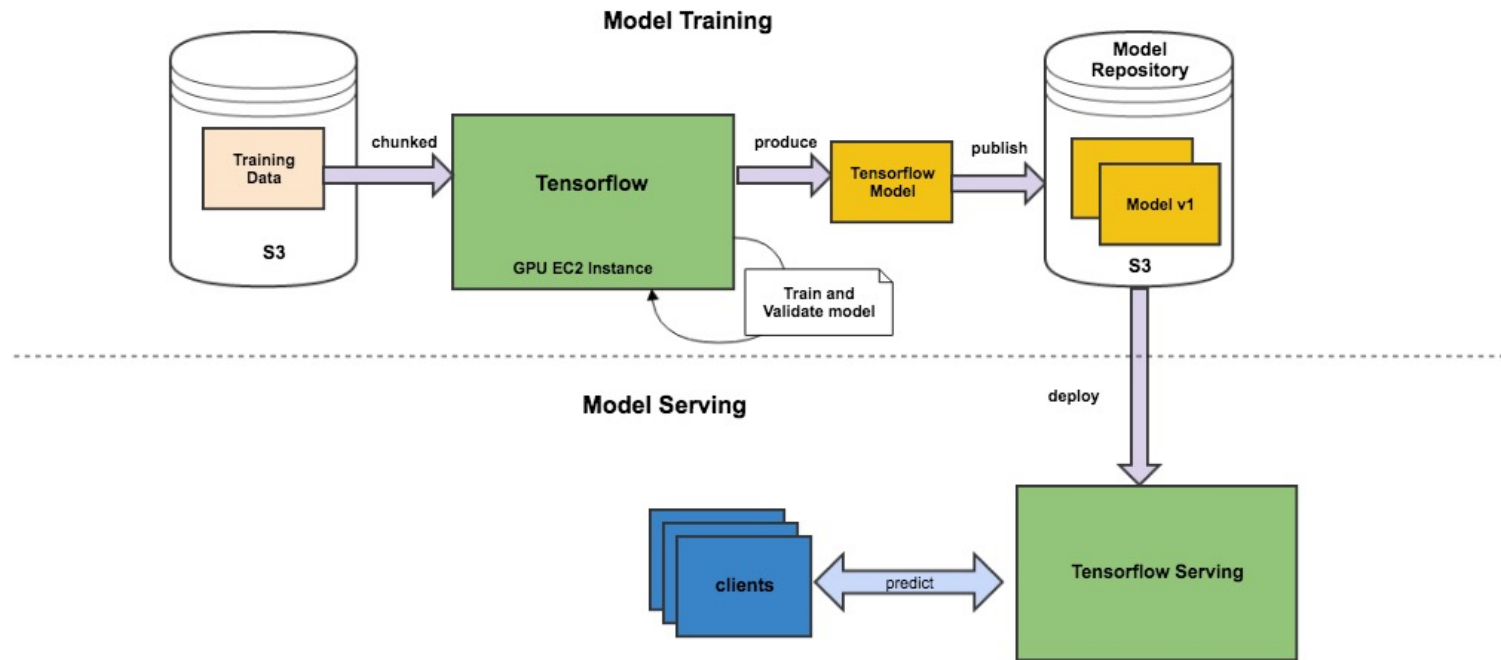 Model Training
Model
Repository
chunked
produce
publish
Training
Data
Tensorflow
Tensorflow
Model
Model v1
S3
GPU EC2 Instance
S3
Train and
Validate model
Model Serving
deploy
clients
predict
Tensorflow Serving